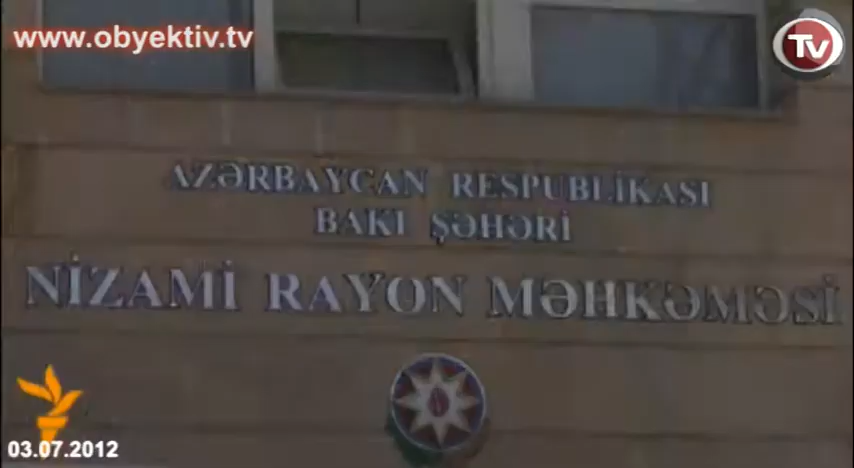 www.obyektiv.tv
TV
AZƏRBAYCAN RESPUBLİKASI
BAKI ŞƏHƏRİ
NİZAMİ RAYON MƏHKƏMƏSİ
03.07.2012